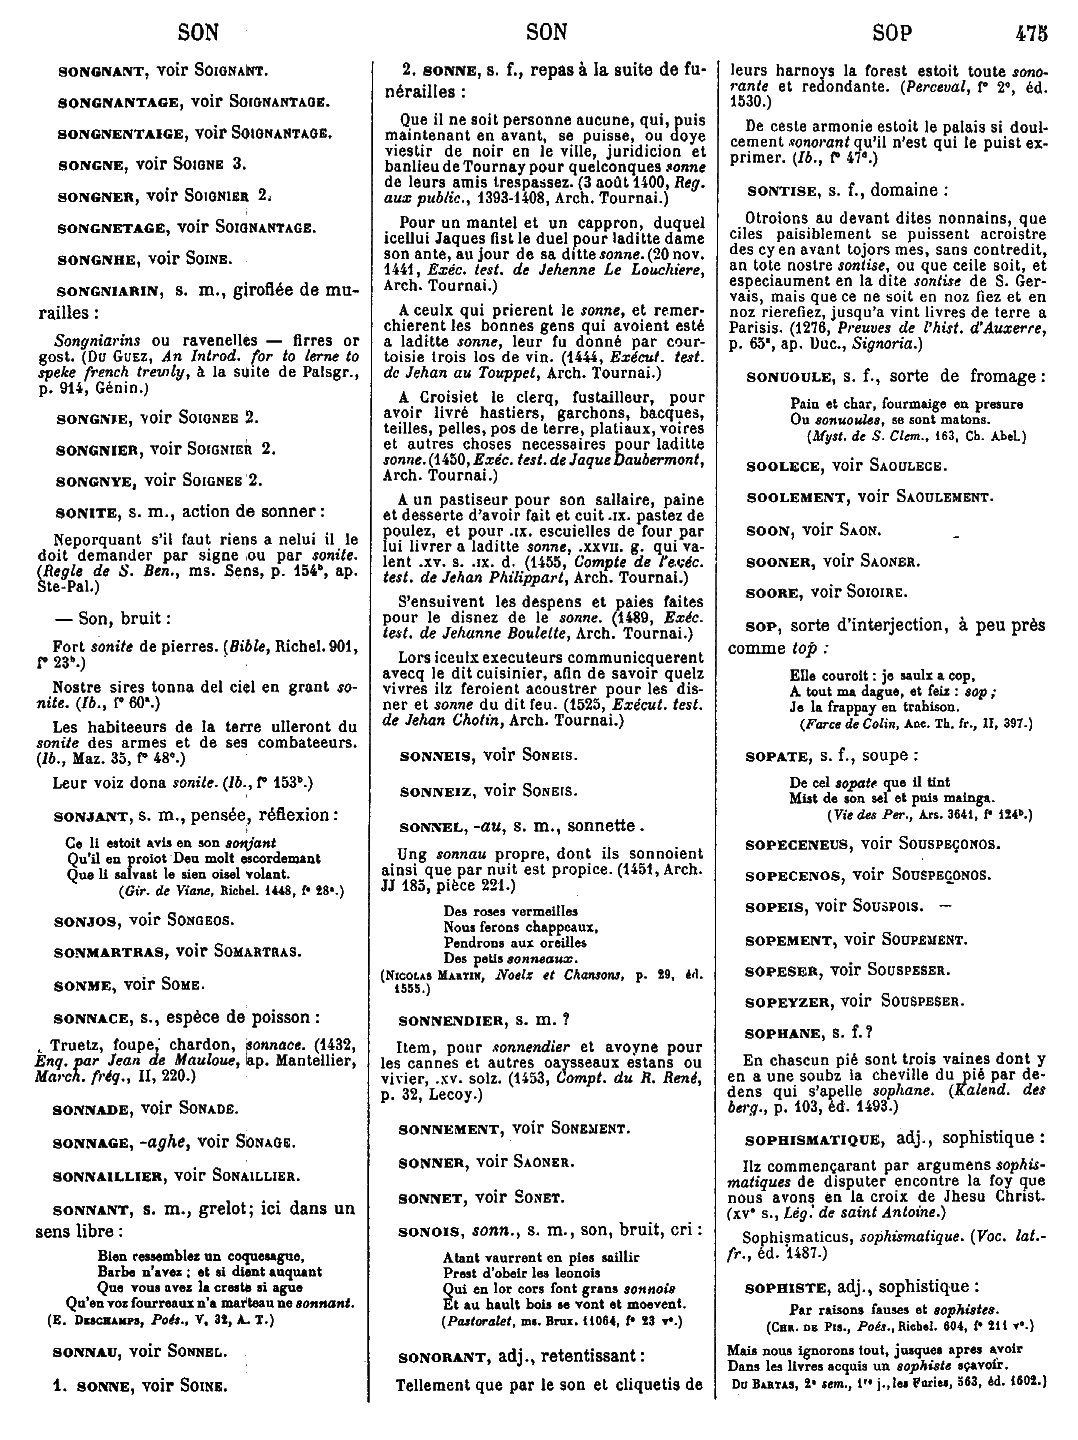 SON
SON
SOP 475
SONGNANT, voir SOIGNANT.
SONGNANTAGE, voir SOIGNANTAGE.
SONGNENTAIGE, voir SOIGNANTAGE.
SONGNE, voir SOIGNE 3.
SONGNER, voir SOIGNIER 2.
SONGNETAGE, voir SOIGNANTAGE.
SONGNHE, voir SOINE.
SONGNIARIN, s. m., giroflée de mu-
railles :
Songniarins ou ravenelles — firres or
gost. (DU GUEZ, An Introd. for to lerne to
speke french trewly, à la suite de Palsgr.,
p. 914, Génin.)
SONGNIE, voir SOIGNEE 2.
SONGNIER, voir SOIGNIER 2.
SONGNYE, voir SOIGNEE 2.
SONITE, s. m., action de sonner :
Neporquant s'il faut riens a nelui il le
doit demander par signe ou par sonite.
(Regle de S. Ben., ms. Sens, p. 154ᵇ, ap.
Ste-Pal.)
— Son, bruit :
Fort sonite de pierres. (Bible, Richel. 901,
f° 23ᵇ.)
Nostre sires tonna del ciel en grant so-
nite. (Ib., f° 60ᵃ.)
Les habiteeurs de la terre ulleront du
sonite des armes et de ses combateeurs.
(Ib., Maz. 35, f° 48ᵉ.)
Leur voiz dona sonite. (Ib., f° 153ᵇ.)
SONJANT, s. m., pensée, réflexion :
Ce li estoit avis en son sonjant
Qu'il en proiot Deu molt escordemant
Que li salvast le sien oisel volant.
(Gir. de Viane, Richel. 1448, f° 28ᵃ.)
SONJOS, voir SONGEOS.
SONMARTRAS, voir SOMARTRAS.
SONME, voir SOME.
SONNACE, s., espèce de poisson :
Truetz, foupe, chardon, sonnace. (1432,
Enq. par Jean de Mauloue, ap. Mantellier,
March. fréq., II, 220.)
SONNADE, voir SONADE.
SONNAGE, -aghe, voir SONAGE.
SONNAILLIER, voir SONAILLIER.
SONNANT, s. m., grelot; ici dans un
sens libre :
Bien ressemblez un coquesague,
Barbe n'avez ; et si dient auquant
Que vous avez la creste si ague
Qu'en voz fourreaux n'a marteau ne sonnant.
(E. DESCHAMPS, Poés., V, 32, A. T.)
SONNAU, voir SONNEL.
1. SONNE, voir SOINE.
2. SONNE, s. f., repas à la suite de fu-
nérailles :
Que il ne soit personne aucune, qui, puis
maintenant en avant, se puisse, ou doye
viestir de noir en le ville, juridicion et
banlieu de Tournay pour quelconques sonne
de leurs amis trespassez. (3 août 1400, Reg.
aux public., 1393-1408, Arch. Tournai.)
Pour un mantel et un cappron, duquel
icellui Jaques fist le duel pour laditte dame
son ante, au jour de sa ditte sonne. (20 nov.
1441, Exéc. test. de Jehenne Le Louchiere,
Arch. Tournai.)
A ceulx qui prierent le sonne, et remer-
chierent les bonnes gens qui avoient esté
a laditte sonne, leur fu donné par cour-
toisie trois los de vin. (1444, Exécut. test.
de Jehan au Touppet, Arch. Tournai.)
A Croisiet le clerq, fustailleur, pour
avoir livré hastiers, garchons, bacques,
teilles, pelles, pos de terre, platiaux, voires
et autres choses necessaires pour laditte
sonne. (1450, Exéc. test. de Jaque Daubermont,
Arch. Tournai.)
A un pastiseur pour son sallaire, paine
et desserte d'avoir fait et cuit .IX. pastez de
poulez, et pour .IX. escuielles de four par
lui livrer a laditte sonne, .XXVII. g. qui va-
lent .XV. s. .IX. d. (1455, Compte de l'exéc.
test. de Jehan Philippart, Arch. Tournai.)
S'ensuivent les despens et paies faites
pour le disnez de le sonne. (1489, Exéc.
test. de Jehanne Boulette, Arch. Tournai.)
Lors iceulx executeurs communicquerent
avecq le dit cuisinier, afin de savoir quelz
vivres ilz feroient acoustrer pour les dis-
ner et sonne du dit feu. (1525, Exécut. test.
de Jehan Chotin, Arch. Tournai.)
SONNEIS, voir SONEIS.
SONNEIZ, voir SONEIS.
SONNEL, -au, s. m., sonnette.
Ung sonnau propre, dont ils sonnoient
ainsi que par nuit est propice. (1451, Arch.
JJ 185, pièce 221.)
Des roses vermeilles
Nous ferons chappeaux,
Pendrons aux oreilles
Des petis sonneaux.
(NICOLAS MARTIN, Noelz et Chansons, p. 29, éd.
1555.)
SONNENDIER, s. m. ?
Item, pour sonnendier et avoyne pour
les cannes et autres oaysseaux estans ou
vivier, .XV. solz. (1453, Compt. du R. René,
p. 32, Lecoy.)
SONNEMENT, voir SONEMENT.
SONNER, voir SAONER.
SONNET, voir SONET.
SONOIS, sonn., s. m., son, bruit, cri :
Atant vaurrent en pies saillir
Prest d'obeir les leonois
Qui en lor cors font grans sonnois
Et au hault bois se vont et moevent.
(Pastoralet, ms. Brux. 11064, f° 23 v°.)
SONORANT, adj., retentissant :
Tellement que par le son et cliquetis de
leurs harnoys la forest estoit toute sono-
rante et redondante. (Perceval, f° 2ᵉ, éd.
1530.)
De ceste armonie estoit le palais si doul-
cement sonorant qu'il n'est qui le puist ex-
primer. (Ib., f° 47ᵃ.)
SONTISE, s. f., domaine :
Otroions au devant dites nonnains, que
ciles paisiblement se puissent acroistre
des cy en avant tojors mes, sans contredit,
an tote nostre sontise, ou que ceile soit, et
especiaument en la dite sontise de S. Ger-
vais, mais que ce ne soit en noz fiez et en
noz rierefiez, jusqu'a vint livres de terre a
Parisis. (1276, Preuves de l'hist. d'Auxerre,
p. 65ᵃ, ap. Duc., Signoria.)
SONUOULE, s. f., sorte de fromage :
Pain et char, fourmaige en presure
Ou sonuoules, se sont matons.
(Myst. de S. Clem., 163, Ch. Abel.)
SOOLECE, voir SAOULECE.
SOOLEMENT, voir SAOULEMENT.
SOON, voir SAON.
SOONER, voir SAONER.
SOORE, voir SOIOIRE.
SOP, sorte d'interjection, à peu près
comme top :
Elle couroit : je saulx a cop,
A tout ma dague, et feiz : sop ;
Je la frappay en trahison.
(Farce de Colin, Anc. Th. fr., II, 397.)
SOPATE, s. f., soupe :
De cel sopate que il tint
Mist de son sel et puis mainga.
(Vie des Per., Ars. 3641, f° 124ᵇ.)
SOPECENEUS, voir SOUSPEÇONOS.
SOPECENOS, voir SOUSPEÇONOS.
SOPEIS, voir SOUSPOIS.
SOPEMENT, voir SOUPEMENT.
SOPESER, voir SOUSPESER.
SOPEYZER, voir SOUSPESER.
SOPHANE, s. f. ?
En chascun pié sont trois vaines dont y
en a une soubz la cheville du pié par de-
dens qui s'apelle sophane. (Kalend. des
berg., p. 103, éd. 1493.)
SOPHISMATIQUE, adj., sophistique :
Ilz commençarant par argumens sophis-
matiques de disputer encontre la foy que
nous avons en la croix de Jhesu Christ.
(XVᵉ s., Lég. de saint Antoine.)
Sophismaticus, sophismatique. (Voc. lat.-
fr., éd. 1487.)
SOPHISTE, adj., sophistique :
Par raisons fauses et sophistes.
(CHR. DE PIS., Poés., Richel. 604, f° 211 v°.)
Mais nous ignorons tout, jusques apres avoir
Dans les livres acquis un sophiste sçavoir.
DU BARTAS, 2ᵉ sem., 1ʳᵉ j., les Furies, 563, éd. 1602.)